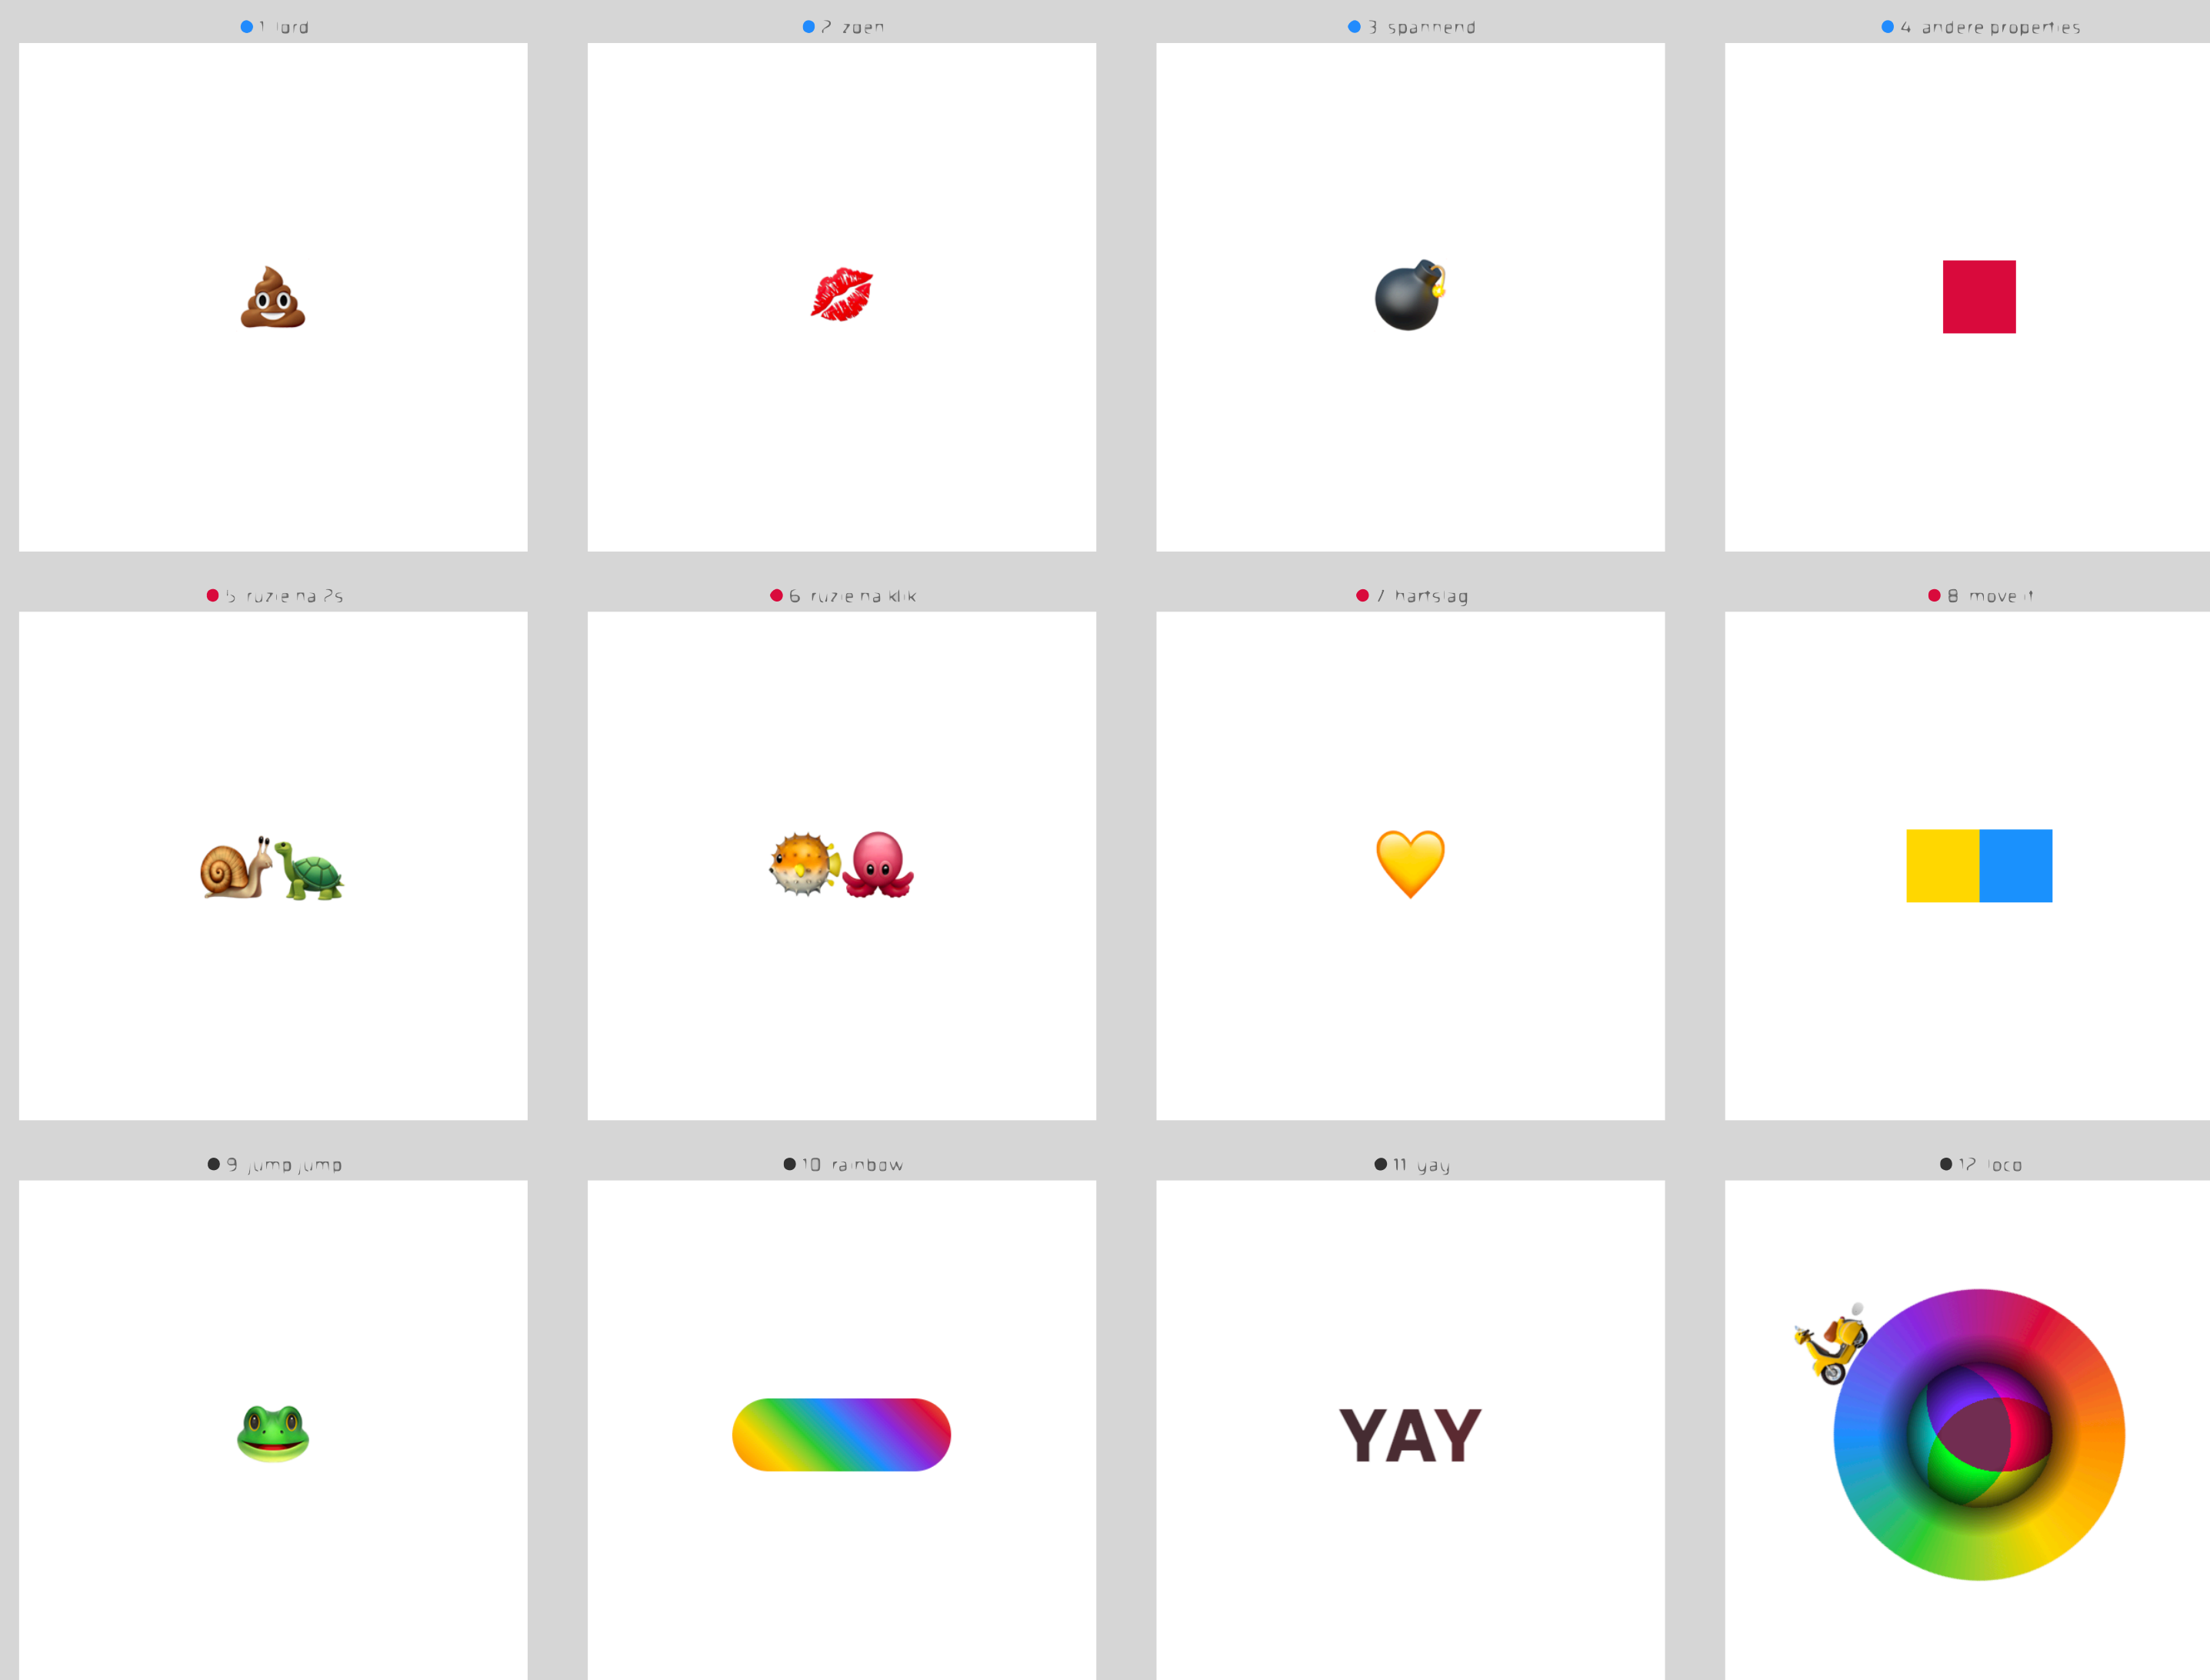 1 lord
2 zoen
3 spannend
4 andere properties
5 ruzie na 2s
6 ruzie na klik
7 hartslag
8 move it
9 jump jump
10 rainbow
11 yay
12 loco
YAY